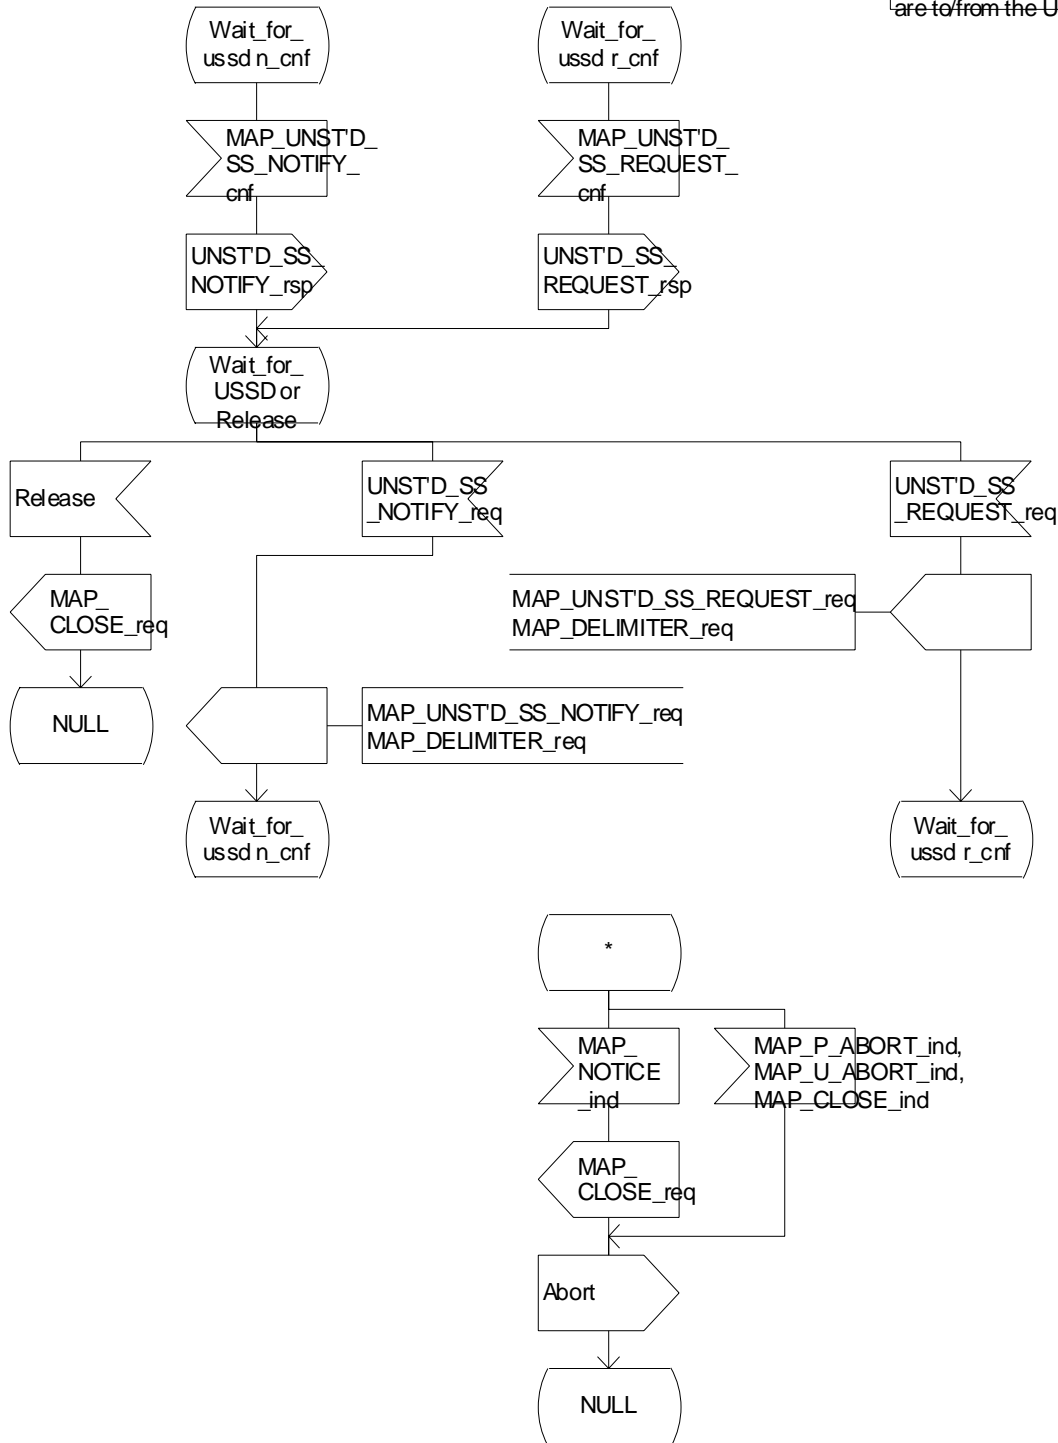 are to/from the U
Wait_for_
ussd n_cnf
Wait_for_
ussd r_cnf
MAP_UNST'D_
SS_NOTIFY_
cnf
MAP_UNST'D_
SS_REQUEST_
cnf
UNST'D_SS_
NOTIFY_rsp
UNST'D_SS_
REQUEST_rsp
Wait_for_
USSD or
Release
Release
UNST'D_SS
_NOTIFY_req
UNST'D_SS
_REQUEST_req
MAP_
CLOSE_req
MAP_UNST'D_SS_REQUEST_req
MAP_DELIMITER_req
NULL
MAP_UNST'D_SS_NOTIFY_req
MAP_DELIMITER_req
Wait_for_
ussd n_cnf
Wait_for_
ussd r_cnf
*
MAP_
NOTICE
_ind
MAP_P_ABORT_ind,
MAP_U_ABORT_ind,
MAP_CLOSE_ind
MAP_
CLOSE_req
Abort
NULL